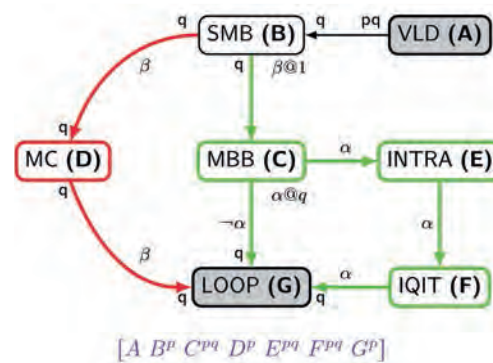 q q pq
SMB (B) VLD (A)
β q β@1
q
MC (D) MBB (C) α INTRA (E)
q α@q
¬α α
β q α
q LOOP (G) q IQIT (F)
[A B^p C^{pq} D^p E^{pq} F^{pq} G^p]